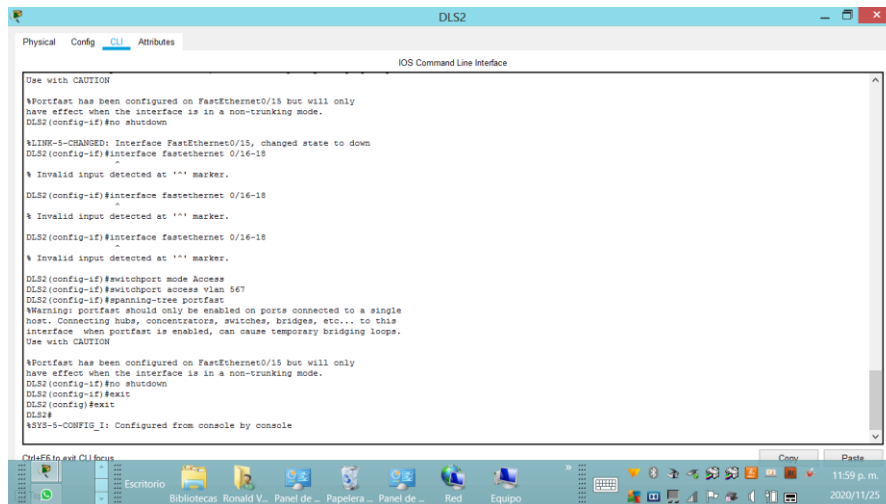 DLS2
Physical Config CLI Attributes
IOS Command Line Interface
Use with CAUTION
%Portfast has been configured on FastEthernet0/15 but will only
have effect when the interface is in a non-trunking mode.
DLS2(config-if)#no shutdown
%LINK-5-CHANGED: Interface FastEthernet0/15, changed state to down
DLS2(config-if)#interface fastethernet 0/16-18
^
% Invalid input detected at '^' marker.
DLS2(config-if)#interface fastethernet 0/16-18
^
% Invalid input detected at '^' marker.
DLS2(config-if)#interface fastethernet 0/16-18
^
% Invalid input detected at '^' marker.
DLS2(config-if)#switchport mode Access
DLS2(config-if)#switchport access vlan 567
DLS2(config-if)#spanning-tree portfast
%Warning: portfast should only be enabled on ports connected to a single
host. Connecting hubs, concentrators, switches, bridges, etc... to this
interface when portfast is enabled, can cause temporary bridging loops.
Use with CAUTION
%Portfast has been configured on FastEthernet0/15 but will only
have effect when the interface is in a non-trunking mode.
DLS2(config-if)#no shutdown
DLS2(config-if)#exit
DLS2(config)#exit
DLS2#
%SYS-5-CONFIG_I: Configured from console by console
Ctrl+F6 to exit CLI focus Copy Paste
Escritorio
Bibliotecas Ronald V... Panel de ... Papelera ... Panel de ... Red Equipo
»
11:59 p. m.
2020/11/25